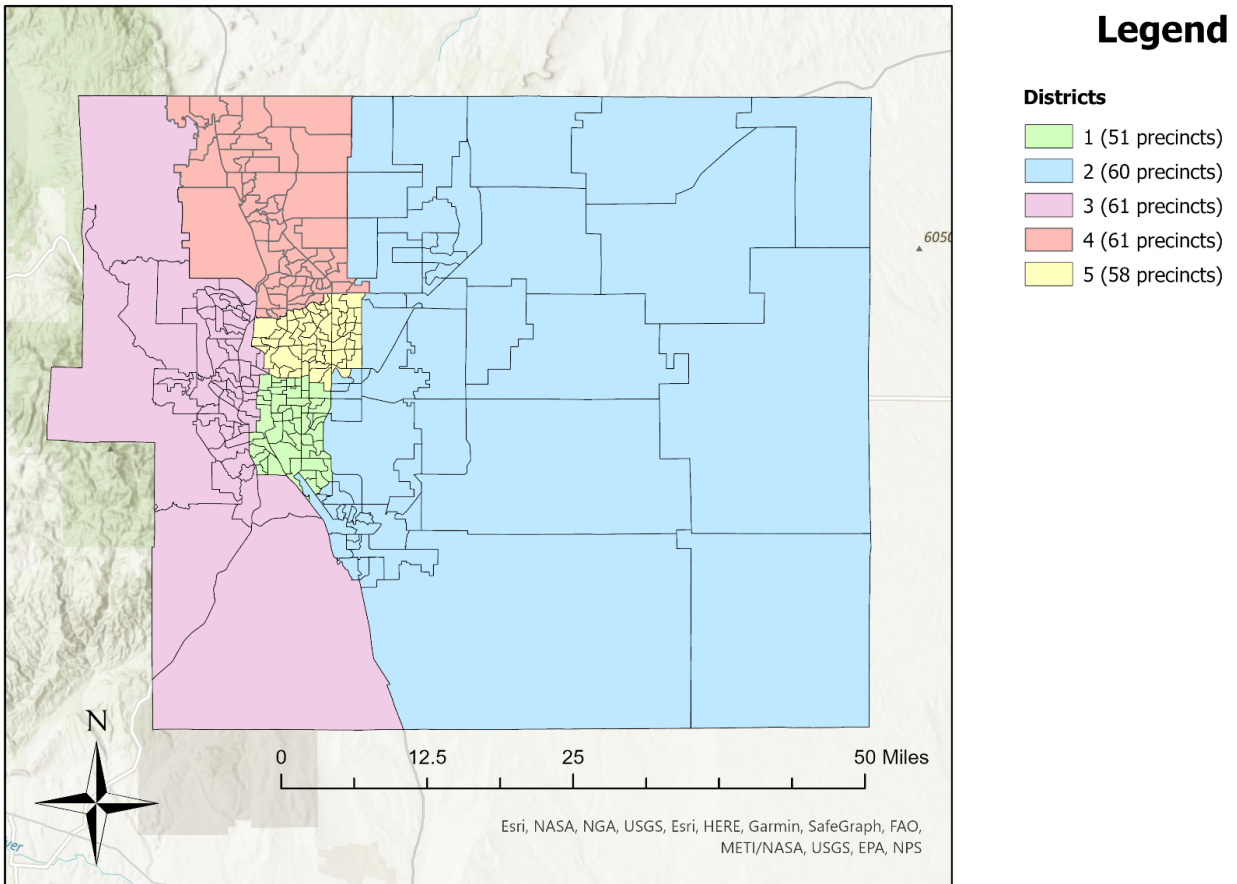 Legend
Districts
1 (51 precincts)
2 (60 precincts)
3 (61 precincts)
4 (61 precincts)
5 (58 precincts)
6050
N
0 12.5 25 50 Miles
Esri, NASA, NGA, USGS, Esri, HERE, Garmin, SafeGraph, FAO,
METI/NASA, USGS, EPA, NPS